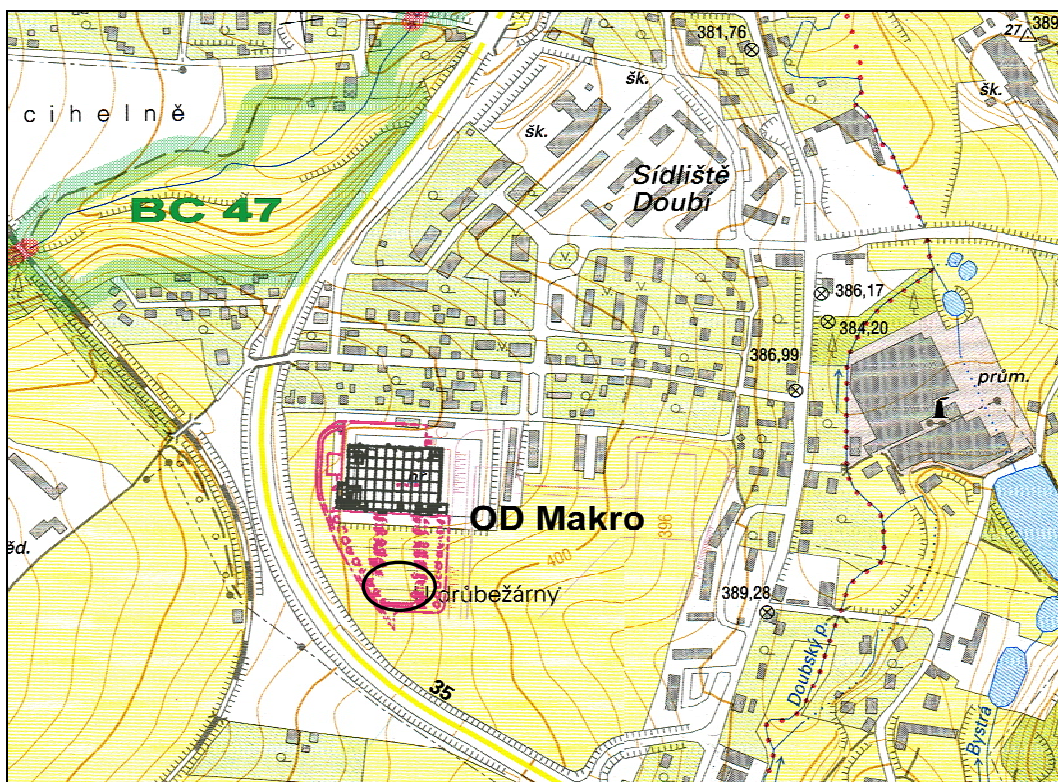 27
389
381,76
šk.
šk.
cihelně
šk.
Sídliště
Doubí
BC 47
386,17
384,20
386,99
prům.
OD Makro
396
400
U drůbežárny
389,28
Doubský p.
35
Bystrá